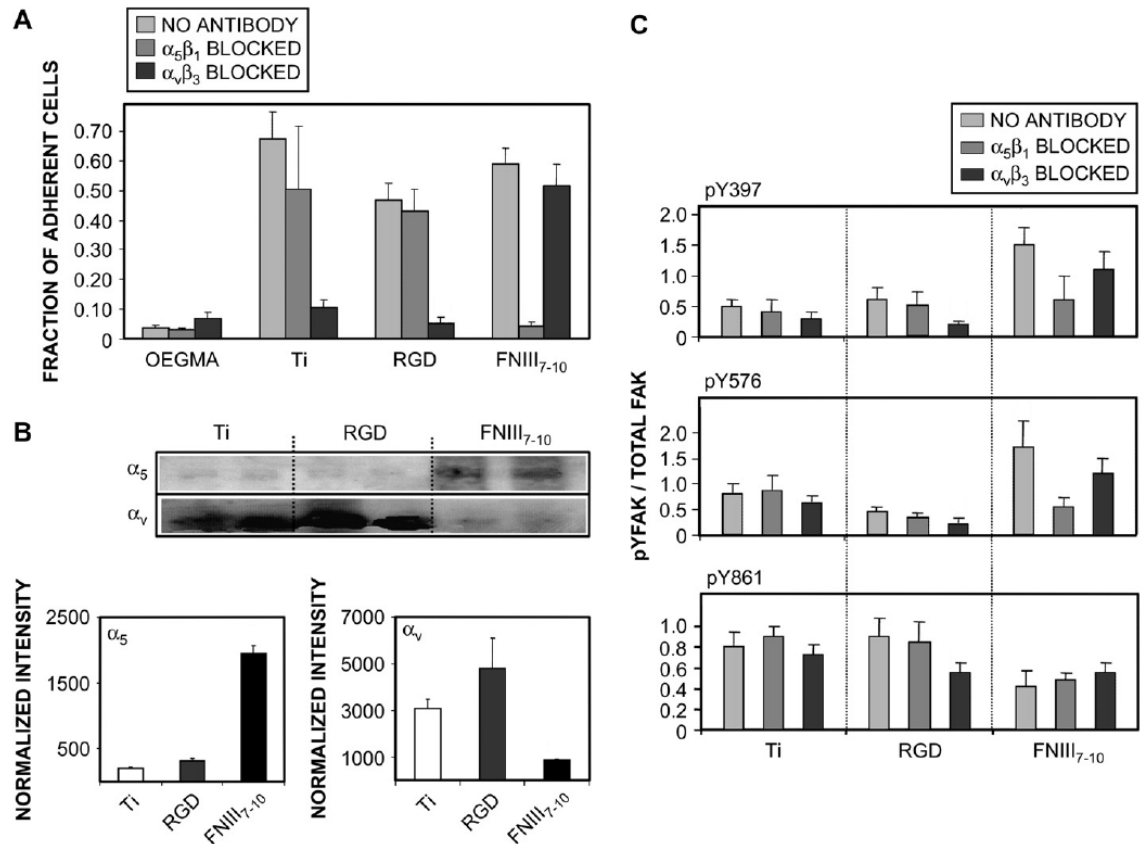 A
NO ANTIBODY
α5β1 BLOCKED
αvβ3 BLOCKED
FRACTION OF ADHERENT CELLS
0.70
0.60
0.50
0.40
0.30
0.20
0.10
0
OEGMA
Ti
RGD
FNIII7-10
B
Ti
RGD
FNIII7-10
α5
αv
NORMALIZED INTENSITY
2500
1500
500
α5
Ti
RGD
FNIII7-10
NORMALIZED INTENSITY
7000
5000
3000
1000
αv
Ti
RGD
FNIII7-10
C
NO ANTIBODY
α5β1 BLOCKED
αvβ3 BLOCKED
pYFAK / TOTAL FAK
pY397
2.0
1.5
1.0
0.5
0
pY576
2.0
1.5
1.0
0.5
0
pY861
1.0
0.8
0.6
0.4
0.2
0
Ti
RGD
FNIII7-10